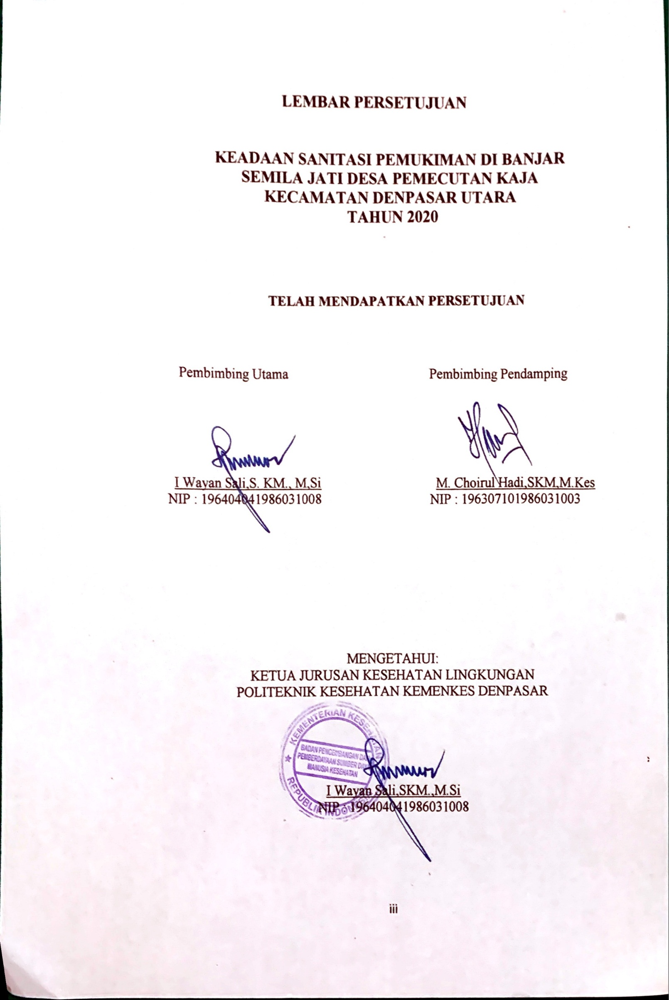 LEMBAR PERSETUJUAN
KEADAAN SANITASI PEMUKIMAN DI BANJAR
SEMILA JATI DESA PEMECUTAN KAJA
KECAMATAN DENPASAR UTARA
TAHUN 2020
TELAH MENDAPATKAN PERSETUJUAN
Pembimbing Utama
Pembimbing Pendamping
I Wayan Sali,S. KM., M,Si
NIP : 196404041986031008
M. Choirul Hadi,SKM,M.Kes
NIP : 196307101986031003
MENGETAHUI:
KETUA JURUSAN KESEHATAN LINGKUNGAN
POLITEKNIK KESEHATAN KEMENKES DENPASAR
KEMENTERIAN KESEHATAN
BADAN PENGEMBANGAN DAN
PEMBERDAYAAN SUMBER DAYA
MANUSIA KESEHATAN
REPUBLIK INDONESIA
I Wayan Sali,SKM.,M.Si
NIP : 196404041986031008
iii